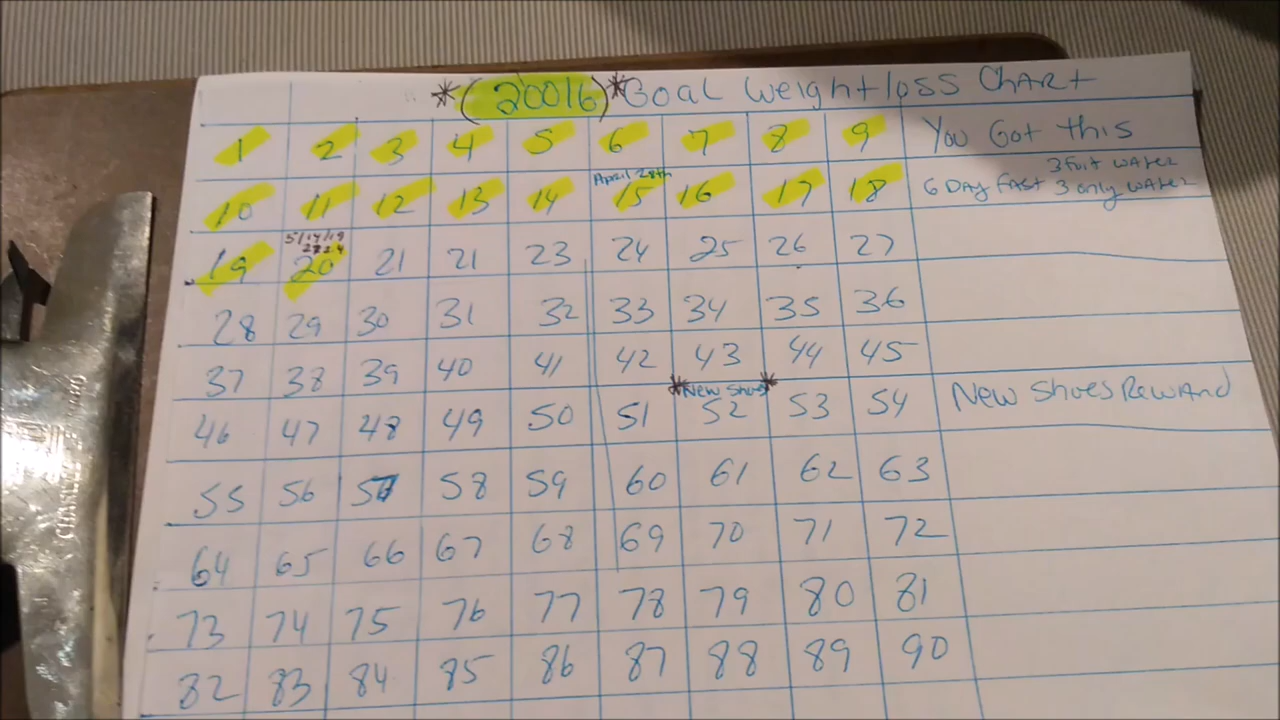 *(20016)*Goal Weightloss Chart
1 2 3 4 5 6 7 8 9 You Got this
April 28th 3 fuit water
10 11 12 13 14 15 16 17 18 6 Day fast 3 only water
5/14/19
19 20 21 21 23 24 25 26 27
28 29 30 31 32 33 34 35 36
37 38 39 40 41 42 43 44 45
*New Shoes*
46 47 48 49 50 51 52 53 54 New Shoes Reward
55 56 57 58 59 60 61 62 63
64 65 66 67 68 69 70 71 72
73 74 75 76 77 78 79 80 81
82 83 84 85 86 87 88 89 90